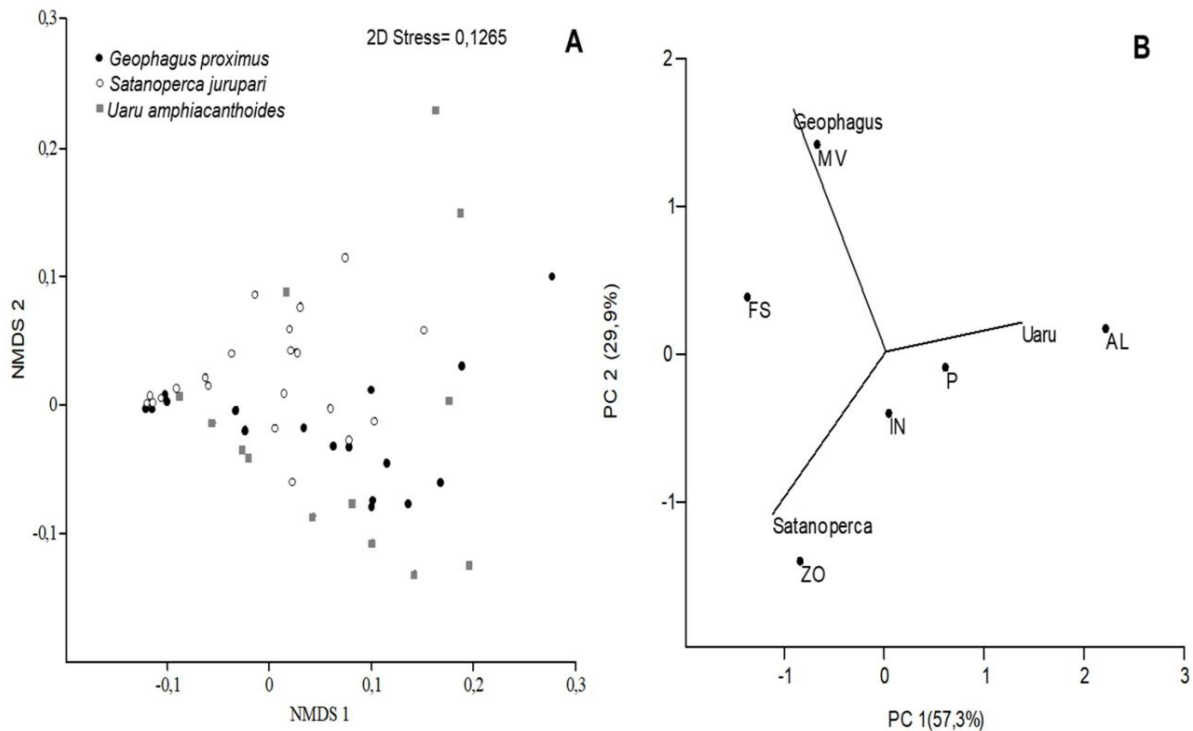 0,3
0,2
0,1
0
-0,1
NMDS 2
2D Stress= 0,1265
A
Geophagus proximus
Satanoperca jurupari
Uaru amphiacanthoides
-0,1
0
0,1
0,2
0,3
NMDS 1
B
2
1
0
-1
PC 2 (29,9%)
Geophagus
MV
FS
Uaru
AL
P
IN
Satanoperca
ZO
-1
0
1
2
3
PC 1(57,3%)